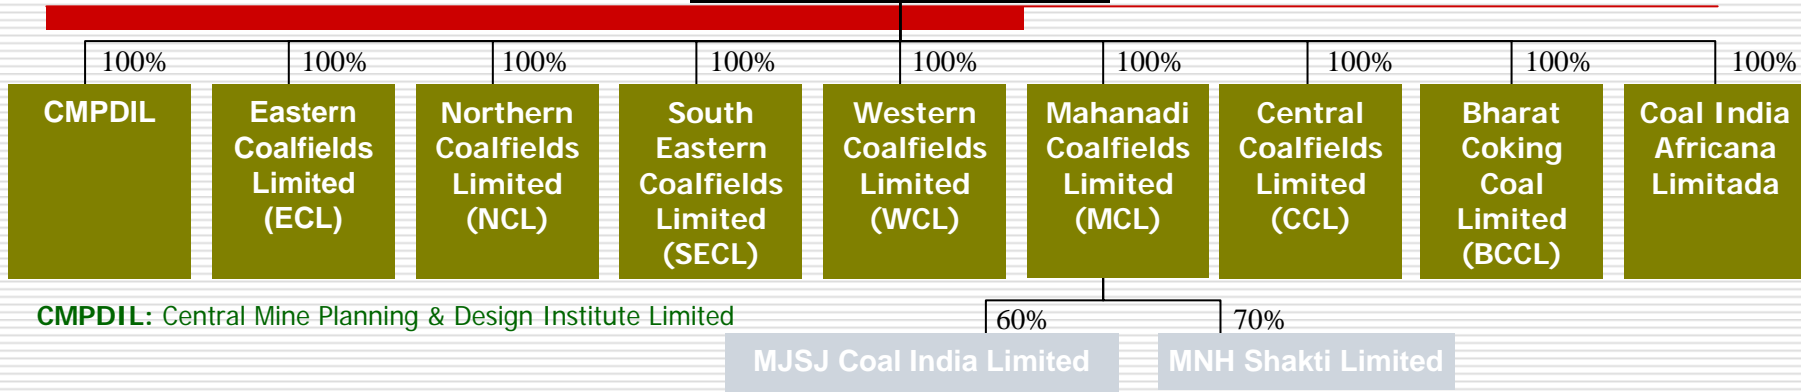 100% 100% 100% 100% 100% 100% 100% 100% 100%
CMPDIL
Eastern
Coalfields
Limited
(ECL)
Northern
Coalfields
Limited
(NCL)
South
Eastern
Coalfields
Limited
(SECL)
Western
Coalfields
Limited
(WCL)
Mahanadi
Coalfields
Limited
(MCL)
Central
Coalfields
Limited
(CCL)
Bharat
Coking
Coal
Limited
(BCCL)
Coal India
Africana
Limitada
CMPDIL: Central Mine Planning & Design Institute Limited
60% 70%
MJSJ Coal India Limited
MNH Shakti Limited